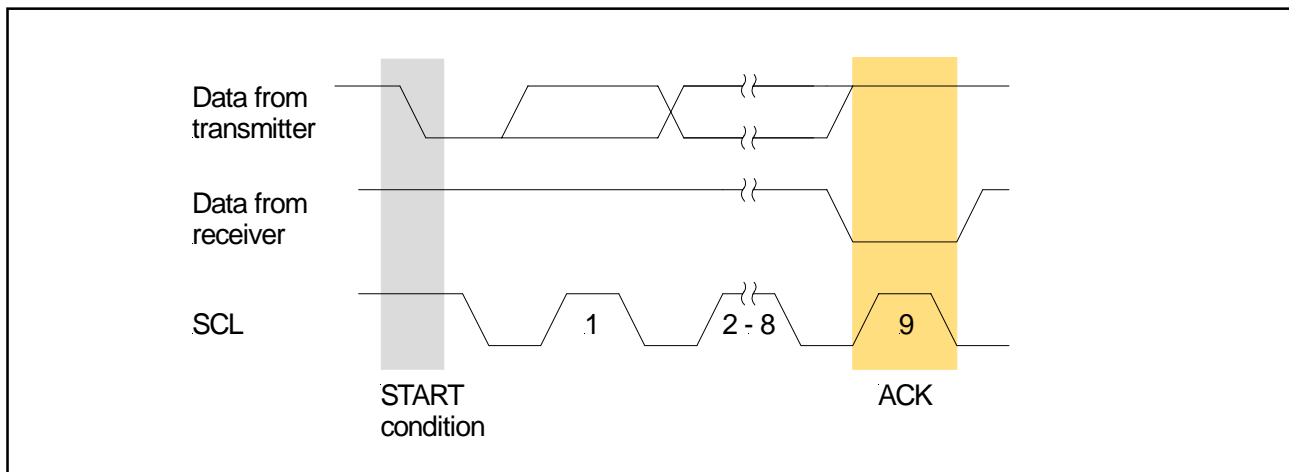 Data from
transmitter
Data from
receiver
SCL
1
2 - 8
9
START
condition
ACK